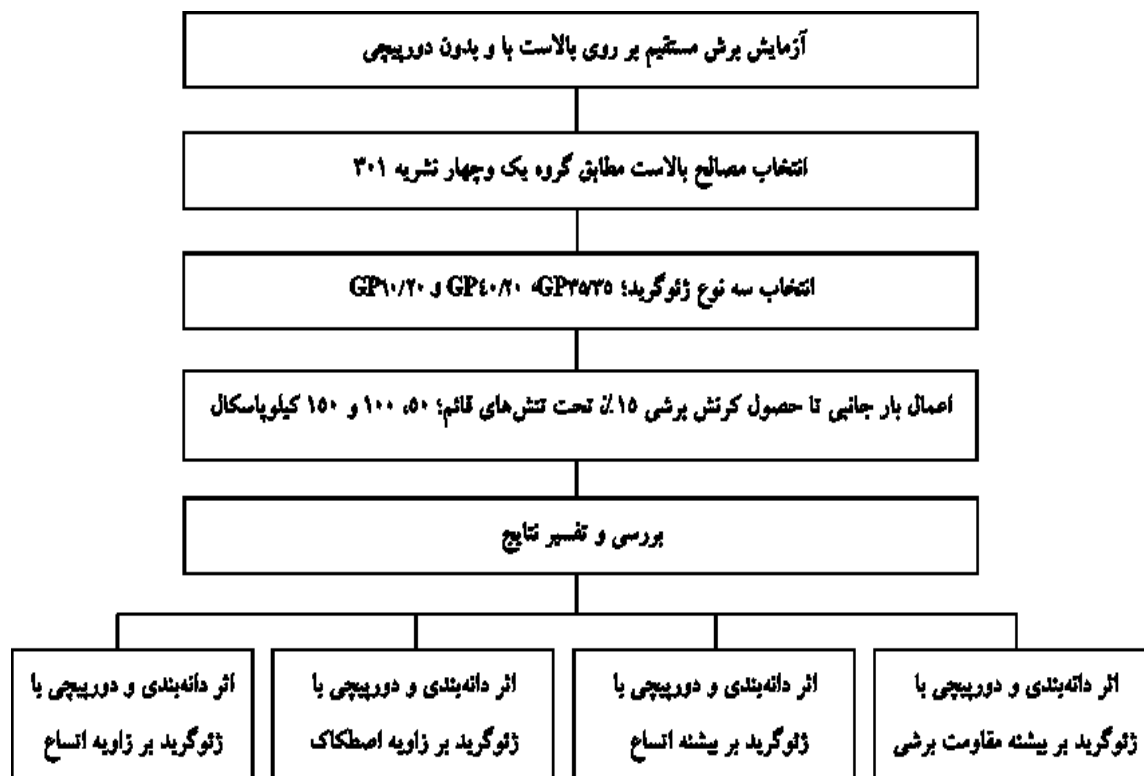 آزمایش برش مستقیم بر روی بالاست با و بدون دورپیچی
انتخاب مصالح بالاست مطابق گروه یک وچهار نشریه ۳۰۱
انتخاب سه نوع ژئوگرید؛ GP۳۵/۳۵، GP٤۰/۲۰ و GP٦۰/۲۰
اعمال بار جانبی تا حصول کرنش برشی ۱۵٪ تحت تنش‌های قائم؛ ۵۰، ۱۰۰ و ۱۵۰ کیلوپاسکال
بررسی و تفسیر نتایج
اثر دانه‌بندی و دورپیچی با
ژئوگرید بر بیشنه مقاومت برشی
اثر دانه‌بندی و دورپیچی با
ژئوگرید بر بیشنه اتساع
اثر دانه‌بندی و دورپیچی با
ژئوگرید بر زاویه اصطکاک
اثر دانه‌بندی و دورپیچی با
ژئوگرید بر زاویه اتساع